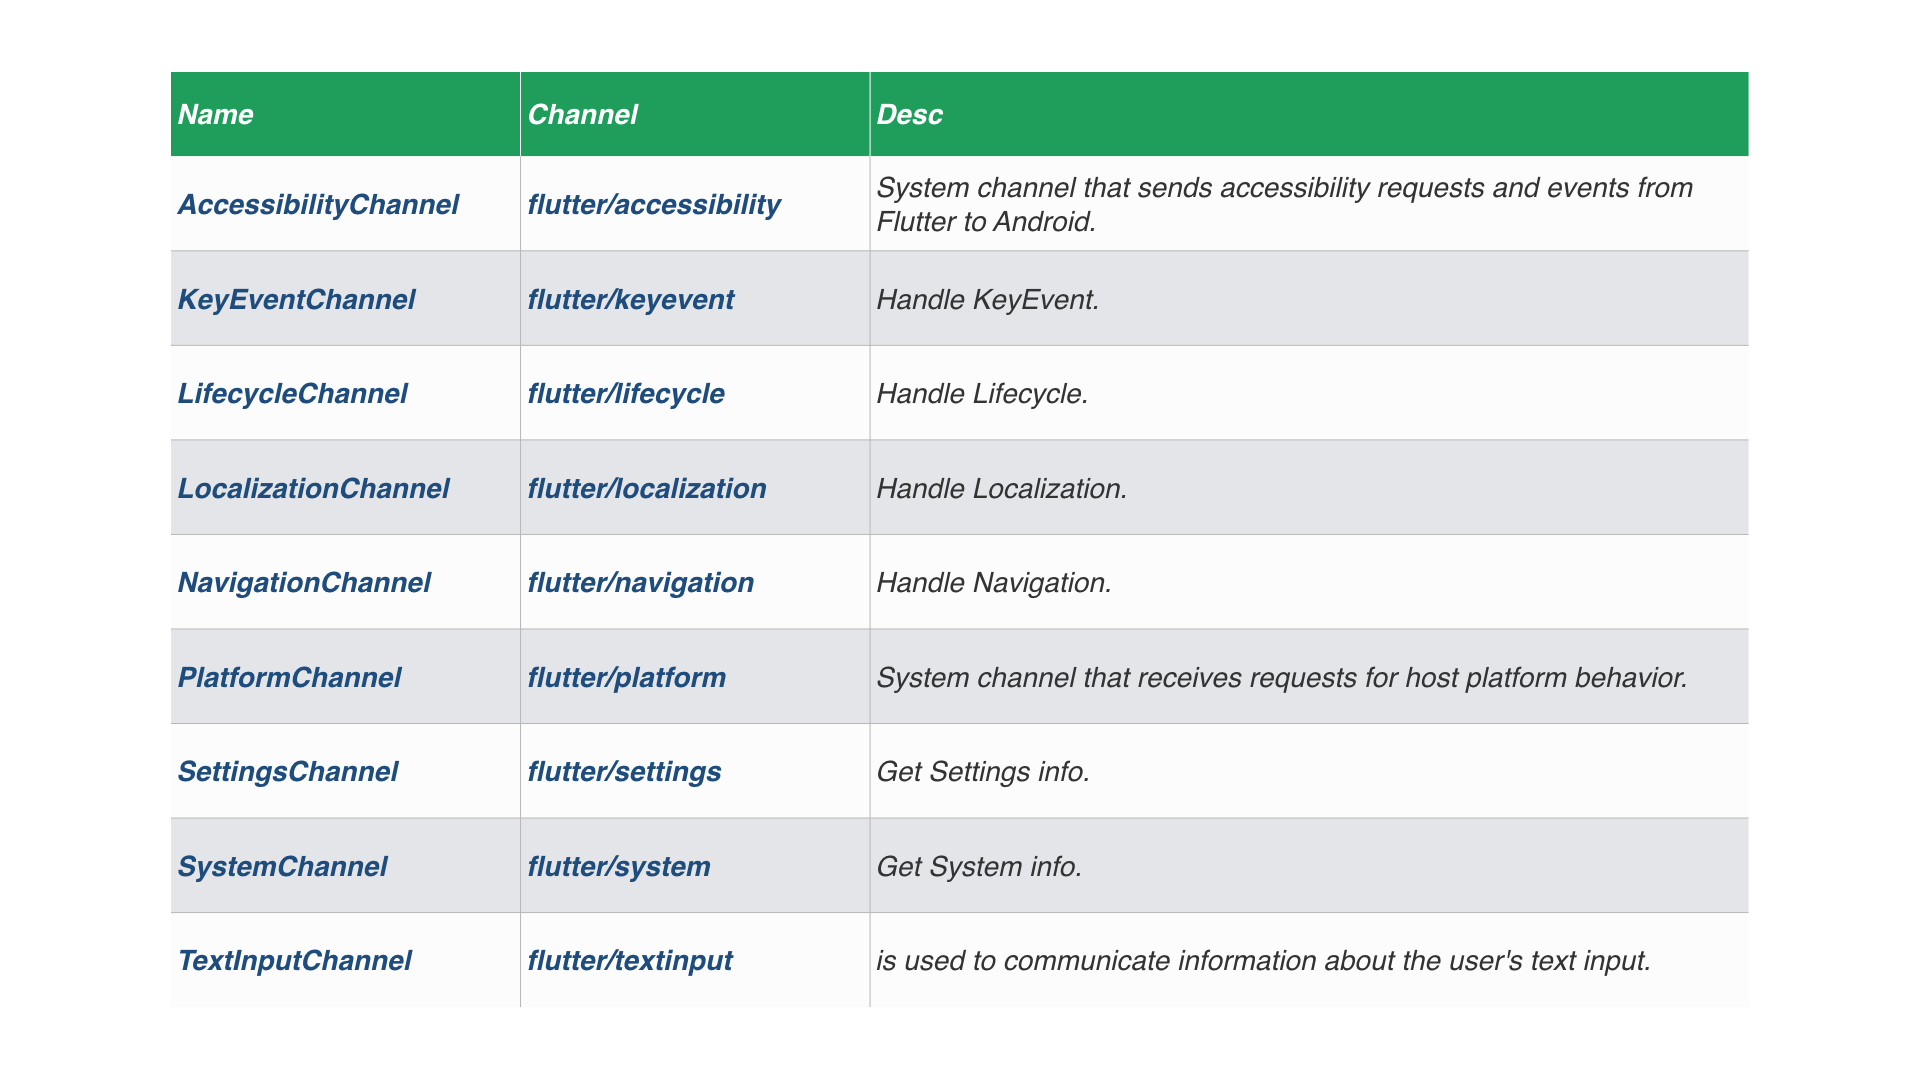 Name Channel Desc
AccessibilityChannel flutter/accessibility System channel that sends accessibility requests and events from
Flutter to Android.
KeyEventChannel flutter/keyevent Handle KeyEvent.
LifecycleChannel flutter/lifecycle Handle Lifecycle.
LocalizationChannel flutter/localization Handle Localization.
NavigationChannel flutter/navigation Handle Navigation.
PlatformChannel flutter/platform System channel that receives requests for host platform behavior.
SettingsChannel flutter/settings Get Settings info.
SystemChannel flutter/system Get System info.
TextInputChannel flutter/textinput is used to communicate information about the user's text input.